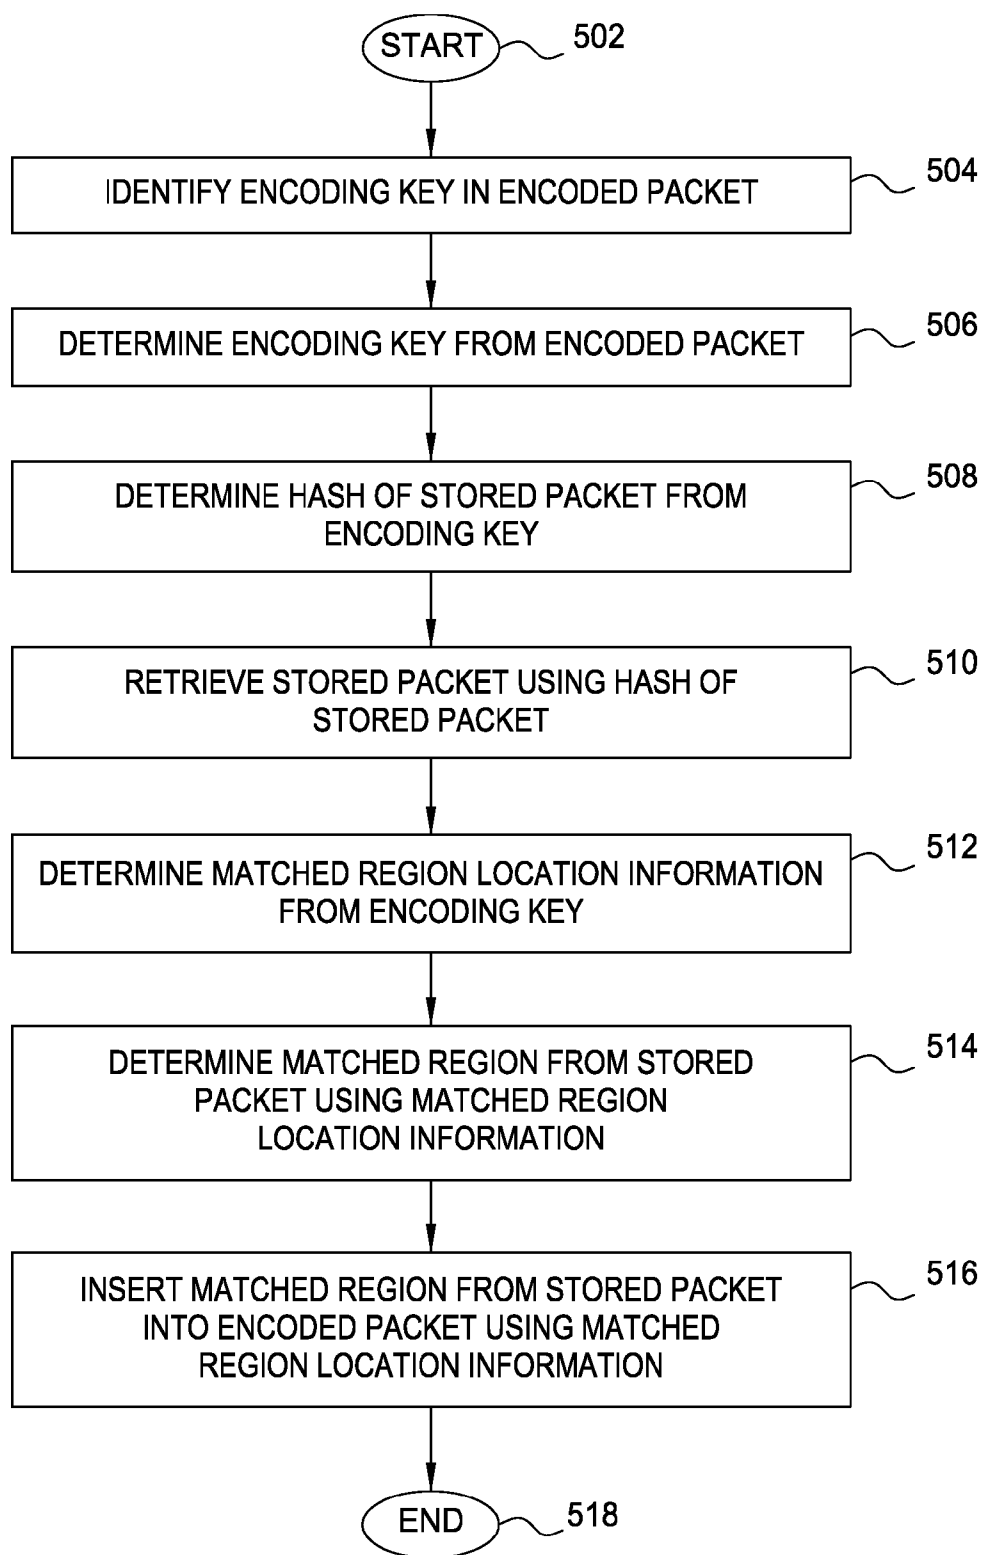 START
502
IDENTIFY ENCODING KEY IN ENCODED PACKET
504
DETERMINE ENCODING KEY FROM ENCODED PACKET
506
DETERMINE HASH OF STORED PACKET FROM
ENCODING KEY
508
RETRIEVE STORED PACKET USING HASH OF
STORED PACKET
510
DETERMINE MATCHED REGION LOCATION INFORMATION
FROM ENCODING KEY
512
DETERMINE MATCHED REGION FROM STORED
PACKET USING MATCHED REGION
LOCATION INFORMATION
514
INSERT MATCHED REGION FROM STORED PACKET
INTO ENCODED PACKET USING MATCHED
REGION LOCATION INFORMATION
516
END
518